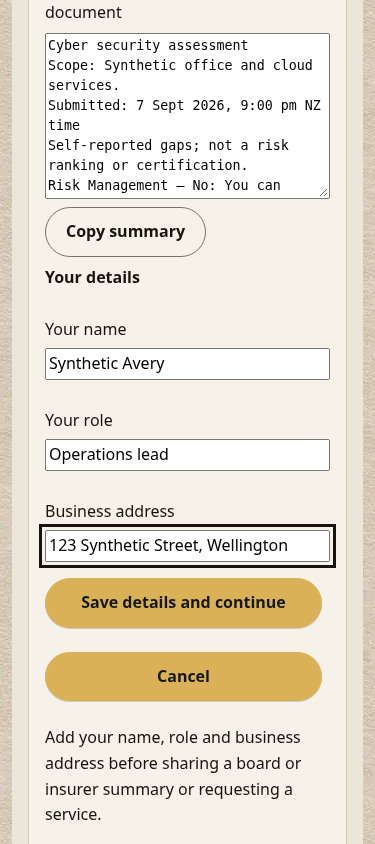 document
Cyber security assessment
Scope: Synthetic office and cloud
services.
Submitted: 7 Sept 2026, 9:00 pm NZ
time
Self-reported gaps; not a risk
ranking or certification.
Risk Management — No: You can
Copy summary
Your details
Your name
Synthetic Avery
Your role
Operations lead
Business address
123 Synthetic Street, Wellington
Save details and continue
Cancel
Add your name, role and business
address before sharing a board or
insurer summary or requesting a
service.